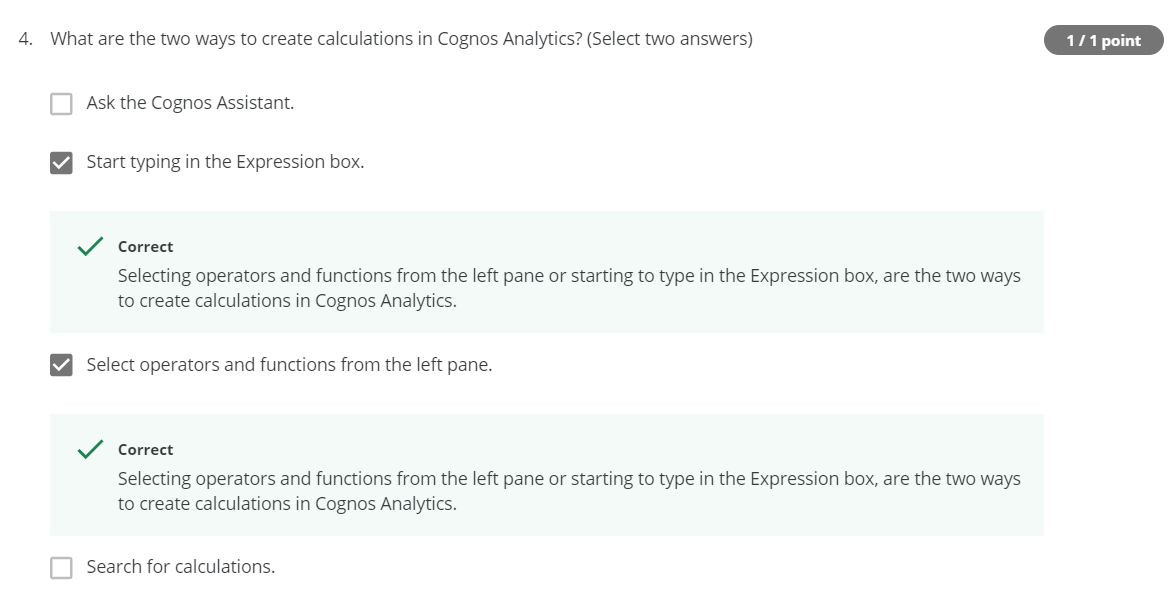 4. What are the two ways to create calculations in Cognos Analytics? (Select two answers)
1 / 1 point
Ask the Cognos Assistant.
Start typing in the Expression box.
Correct
Selecting operators and functions from the left pane or starting to type in the Expression box, are the two ways
to create calculations in Cognos Analytics.
Select operators and functions from the left pane.
Correct
Selecting operators and functions from the left pane or starting to type in the Expression box, are the two ways
to create calculations in Cognos Analytics.
Search for calculations.